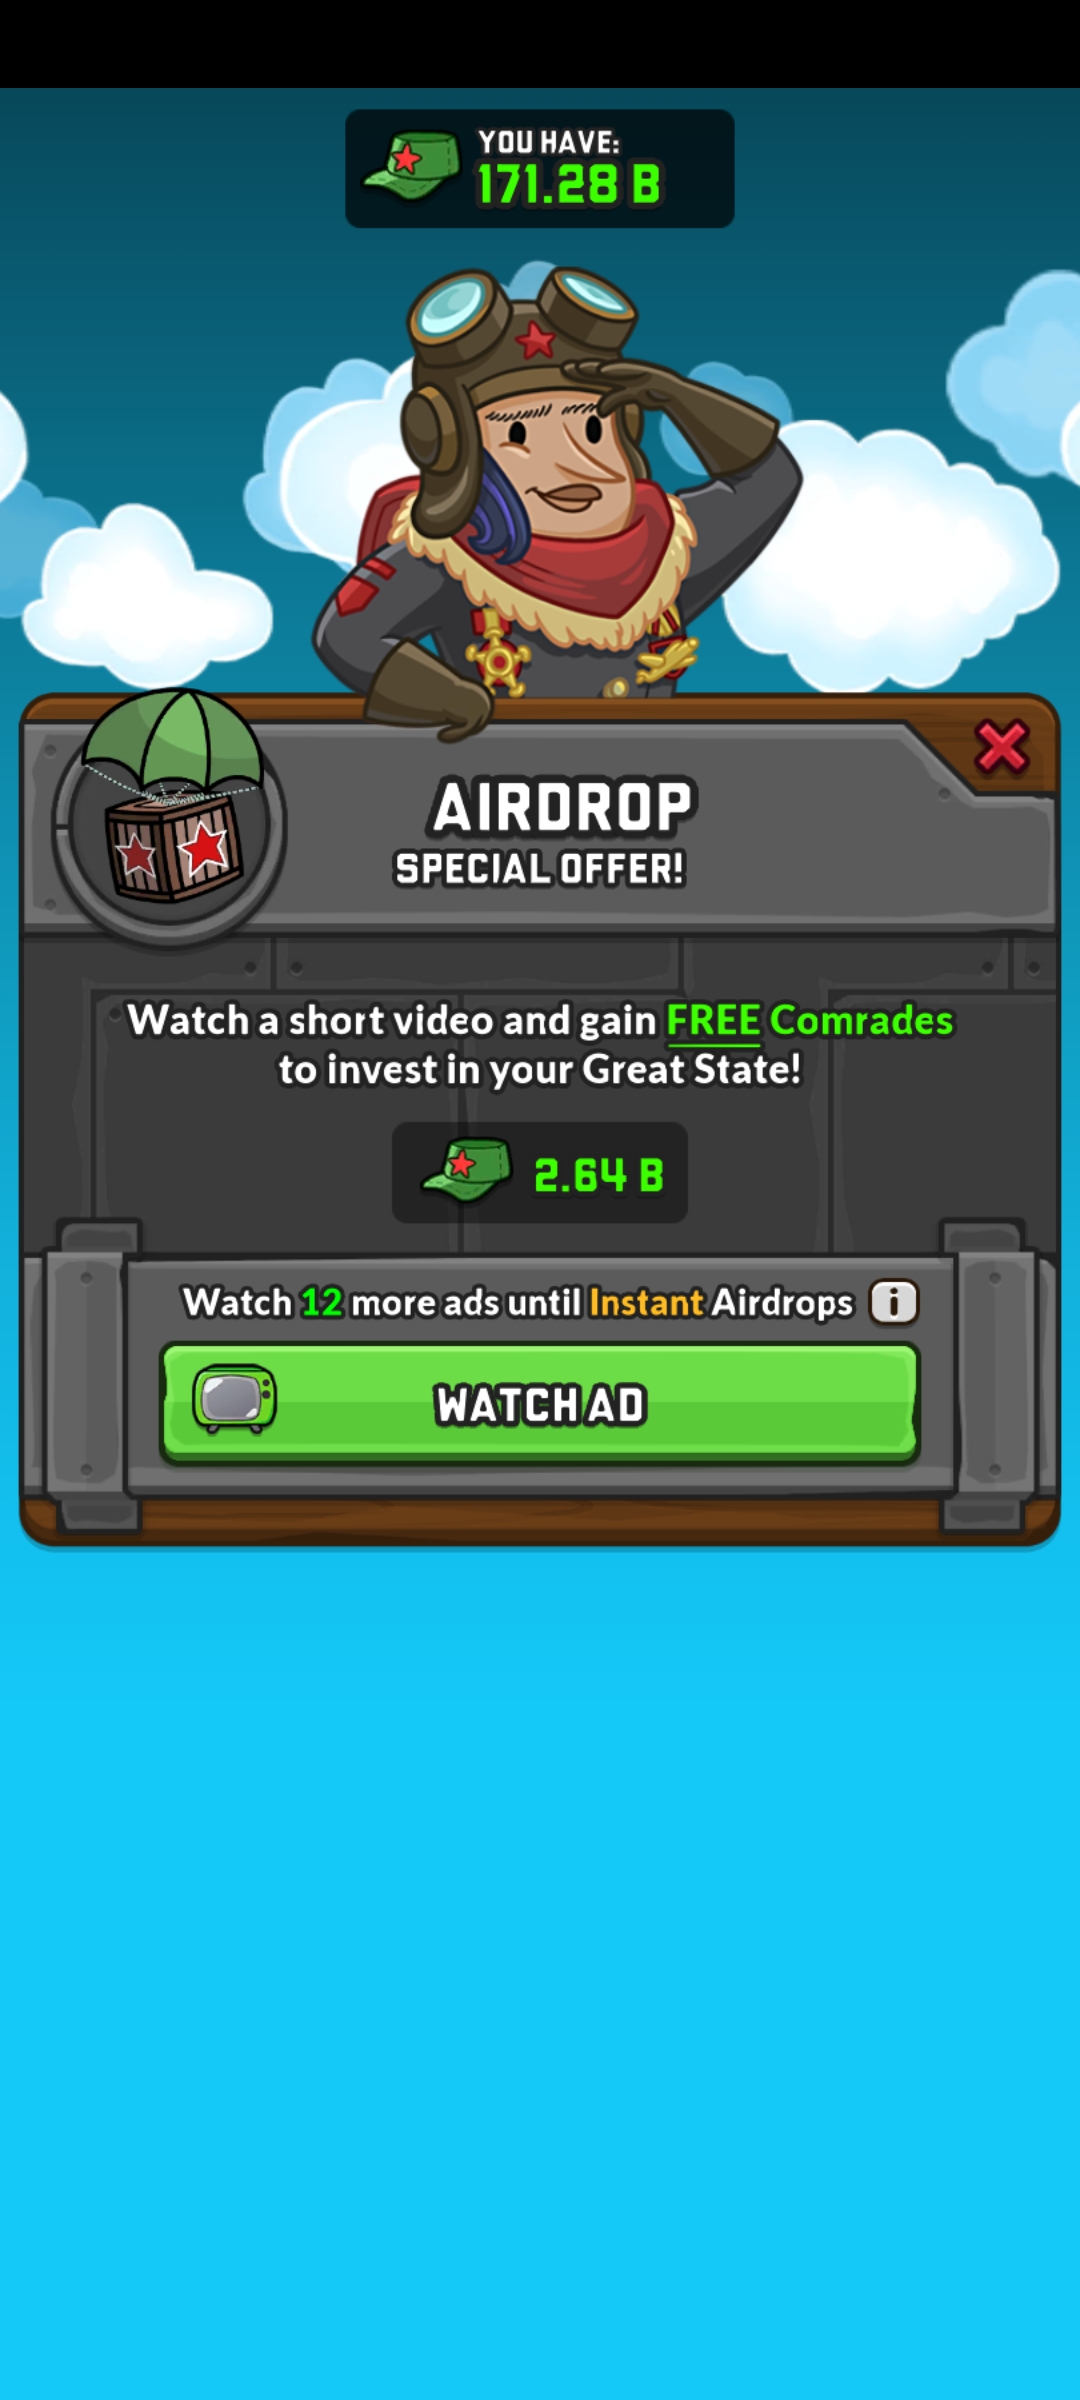 YOU HAVE:
171.28 B
AIRDROP
SPECIAL OFFER!
Watch a short video and gain FREE Comrades
to invest in your Great State!
2.64 B
Watch 12 more ads until Instant Airdrops i
WATCH AD